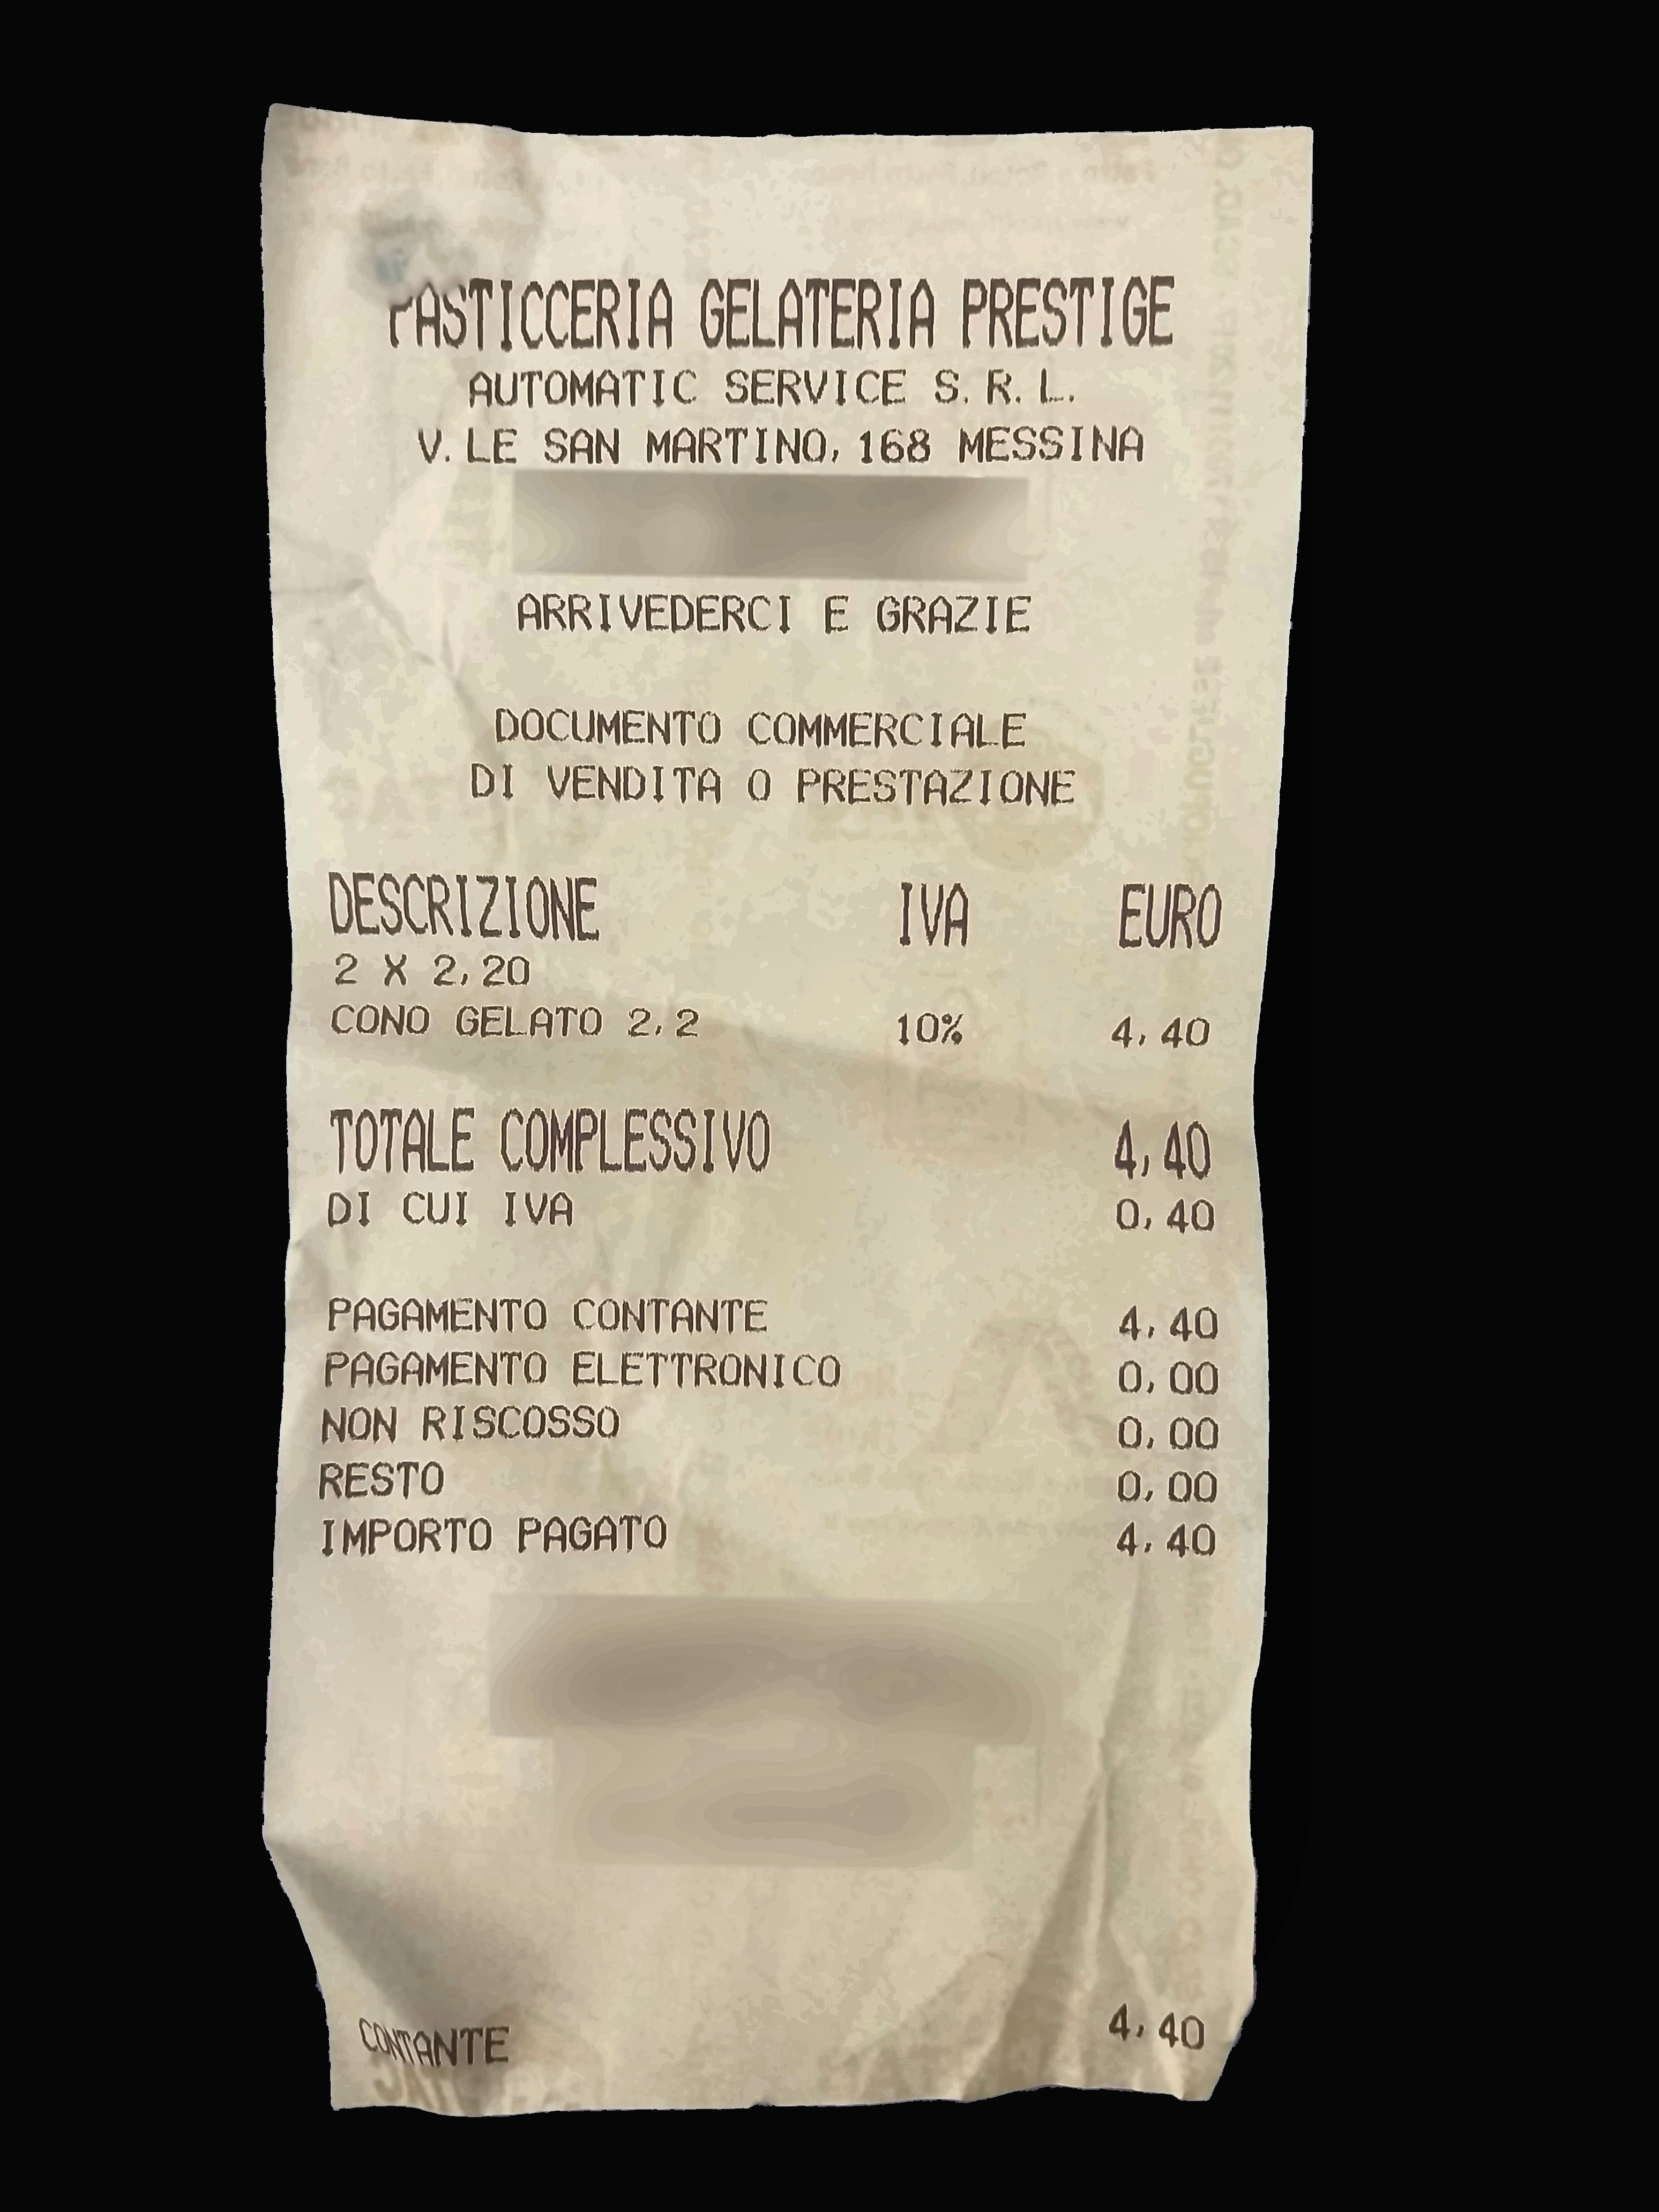 PASTICCERIA GELATERIA PRESTIGE
AUTOMATIC SERVICE S.R.L.
V.LE SAN MARTINO,168 MESSINA
ARRIVEDERCI E GRAZIE
DOCUMENTO COMMERCIALE
DI VENDITA O PRESTAZIONE
DESCRIZIONE IVA EURO
2 X 2,20
CONO GELATO 2,2 10% 4,40
TOTALE COMPLESSIVO 4,40
DI CUI IVA 0,40
PAGAMENTO CONTANTE 4,40
PAGAMENTO ELETTRONICO 0,00
NON RISCOSSO 0,00
RESTO 0,00
IMPORTO PAGATO 4,40
CONTANTE 4,40